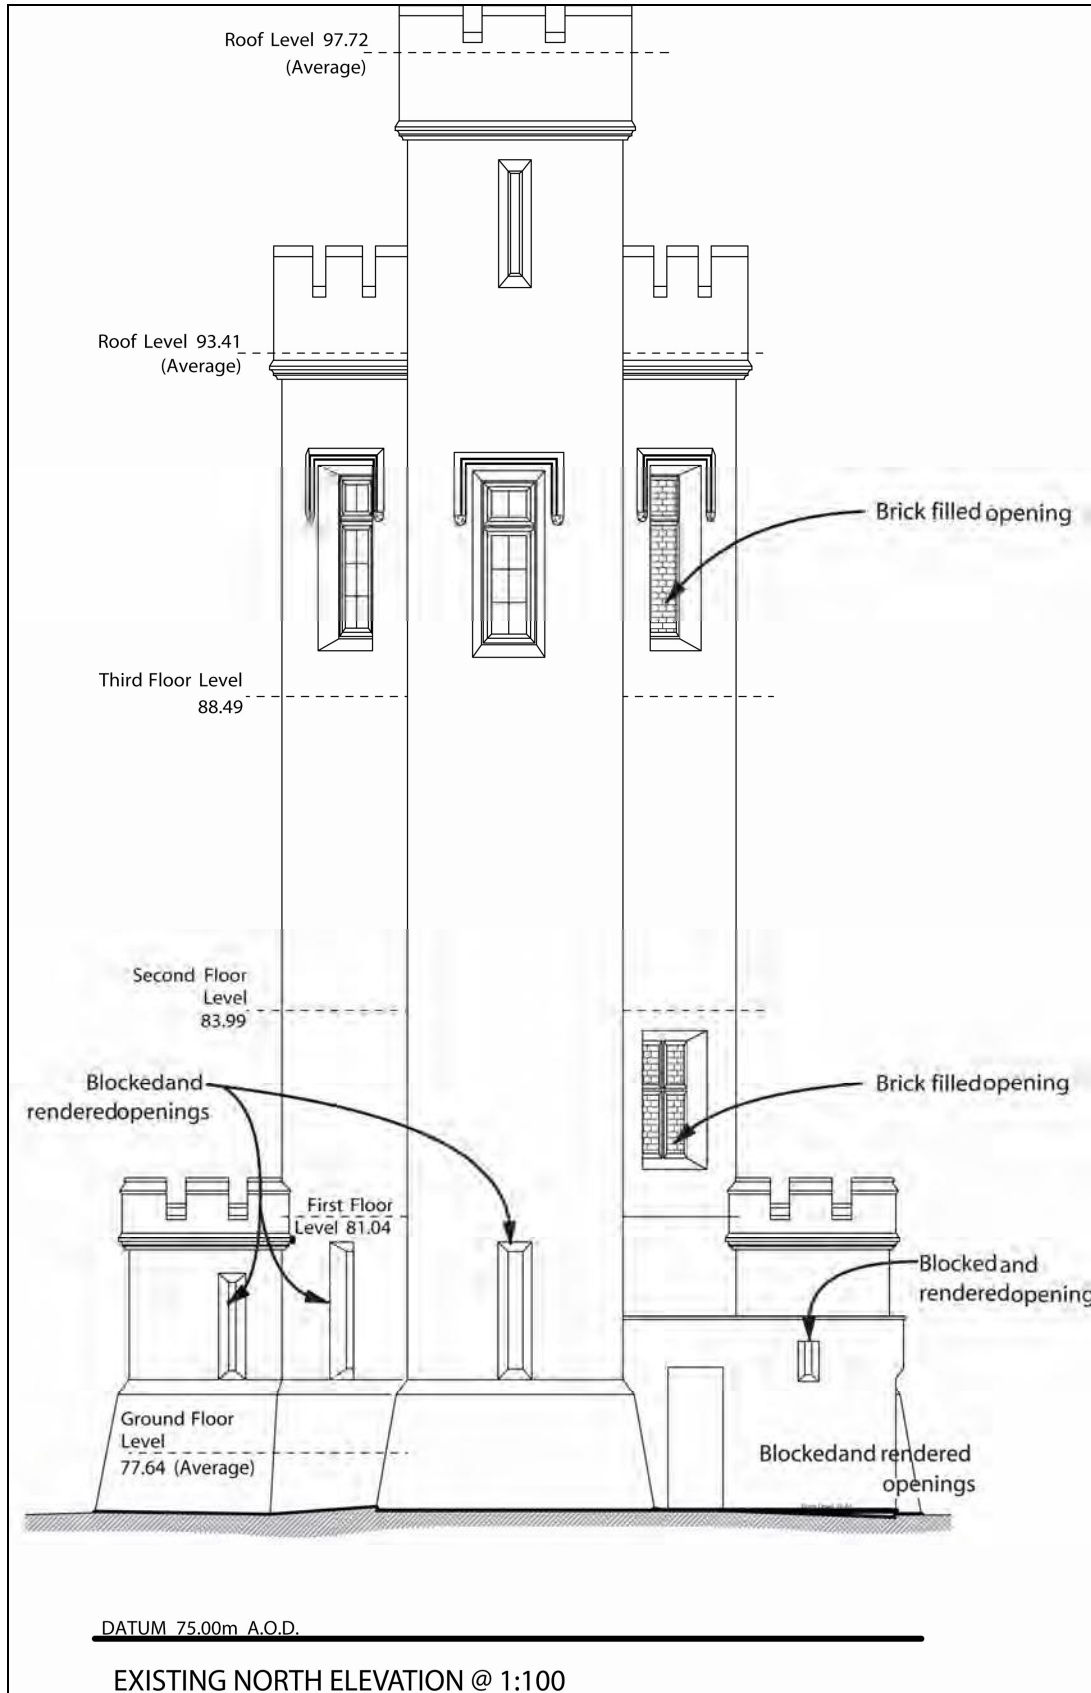 Roof Level 97.72
(Average)
Roof Level 93.41
(Average)
Brick filled opening
Third Floor Level
88.49
Second Floor
Level
83.99
Blockedand
renderedopenings
Brick filledopening
First Floor
Level 81.04
Blocked and
renderedopening
Ground Floor
Level
77.64 (Average)
Blockedand rendered
openings
DATUM 75.00m A.O.D.
EXISTING NORTH ELEVATION @ 1:100